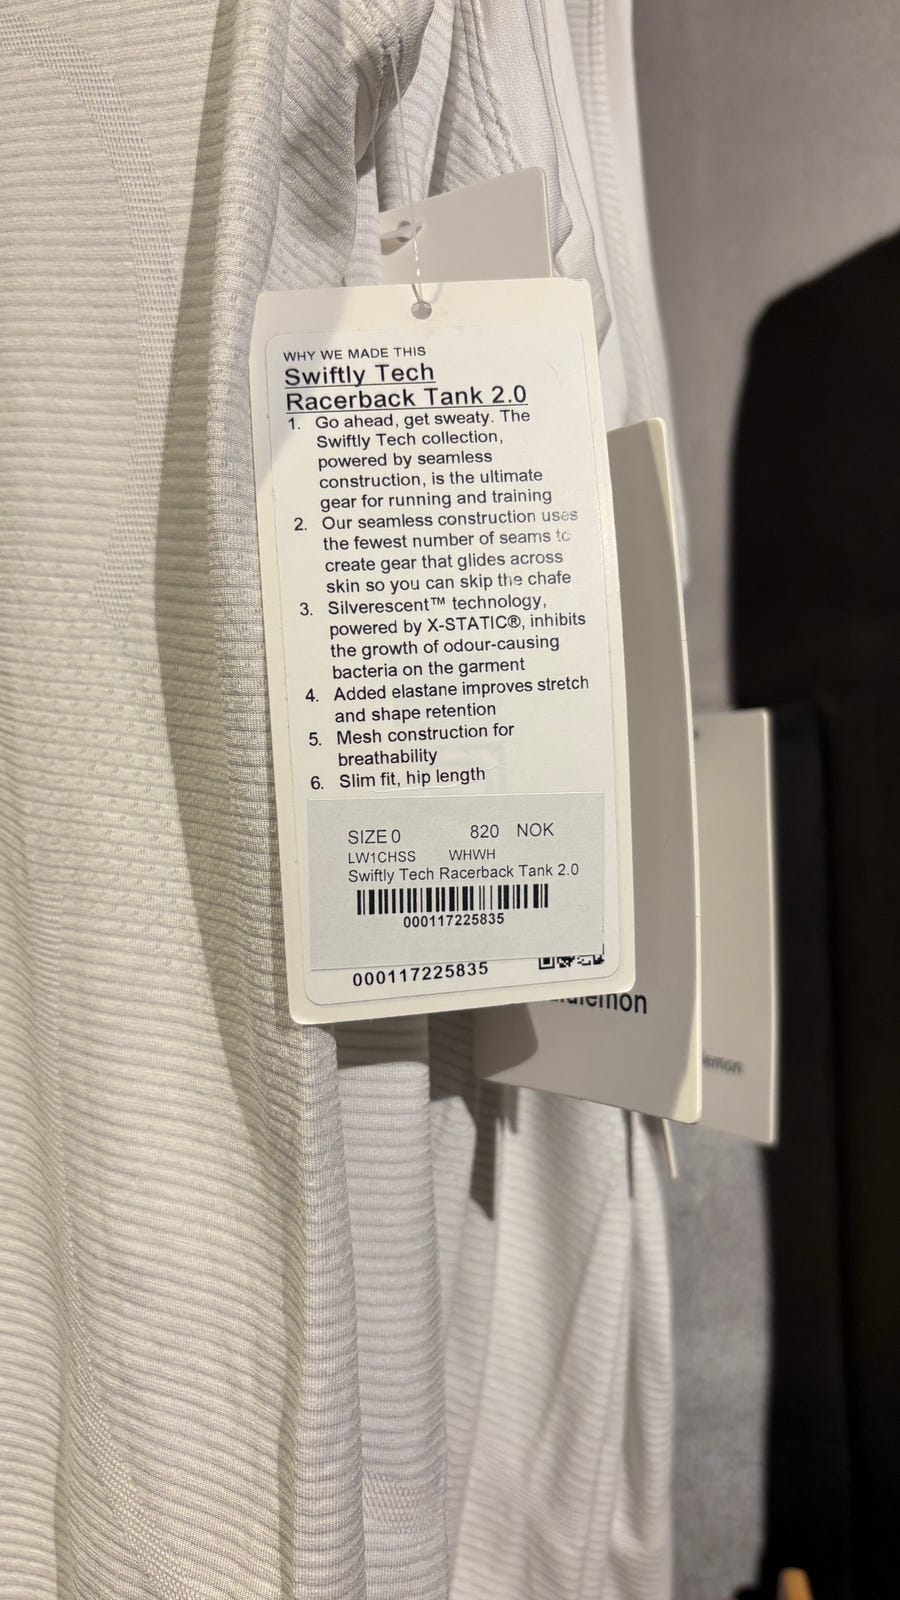 WHY WE MADE THIS
Swiftly Tech
Racerback Tank 2.0
1. Go ahead, get sweaty. The
Swiftly Tech collection,
powered by seamless
construction, is the ultimate
gear for running and training
2. Our seamless construction uses
the fewest number of seams to
create gear that glides across
skin so you can skip the chafe
3. Silverescent™ technology,
powered by X-STATIC®, inhibits
the growth of odour-causing
bacteria on the garment
4. Added elastane improves stretch
and shape retention
5. Mesh construction for
breathability
6. Slim fit, hip length
SIZE 0 820 NOK
LW1CHSS WHWH
Swiftly Tech Racerback Tank 2.0
000117225835
000117225835